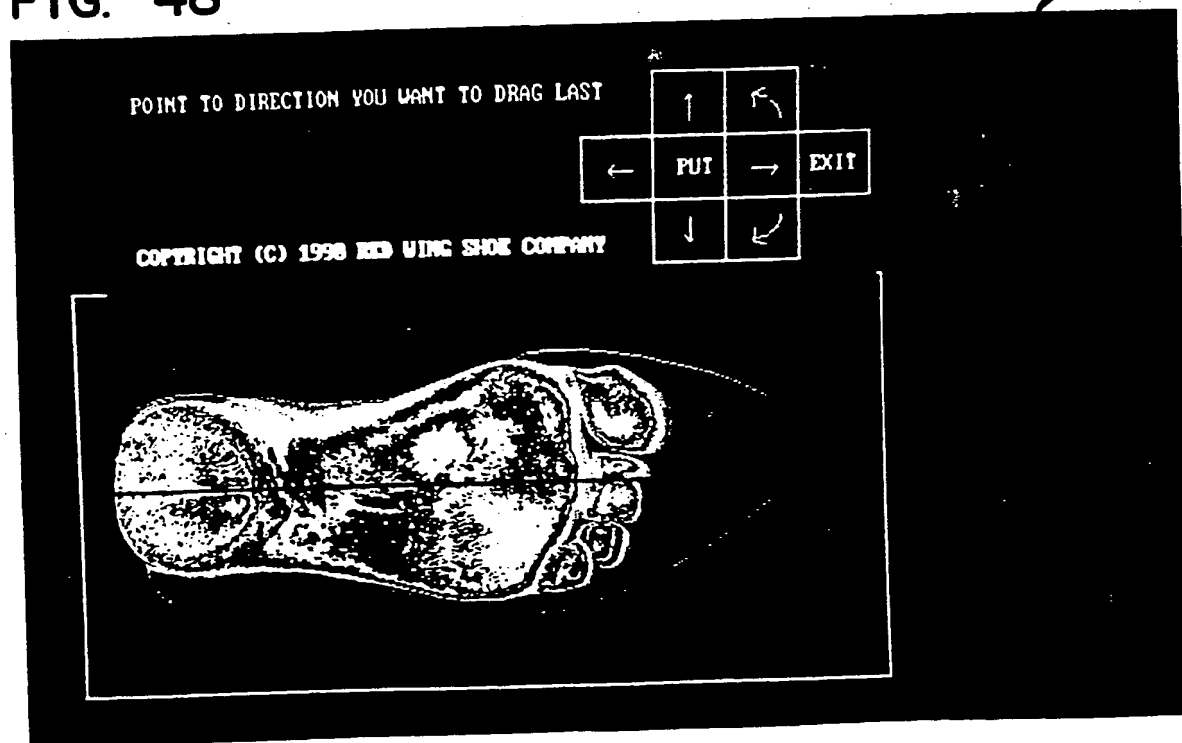 FIG. 48
POINT TO DIRECTION YOU WANT TO DRAG LAST
↑
← PUT → EXIT
↓
COPYRIGHT (C) 1998 RED WING SHOE COMPANY